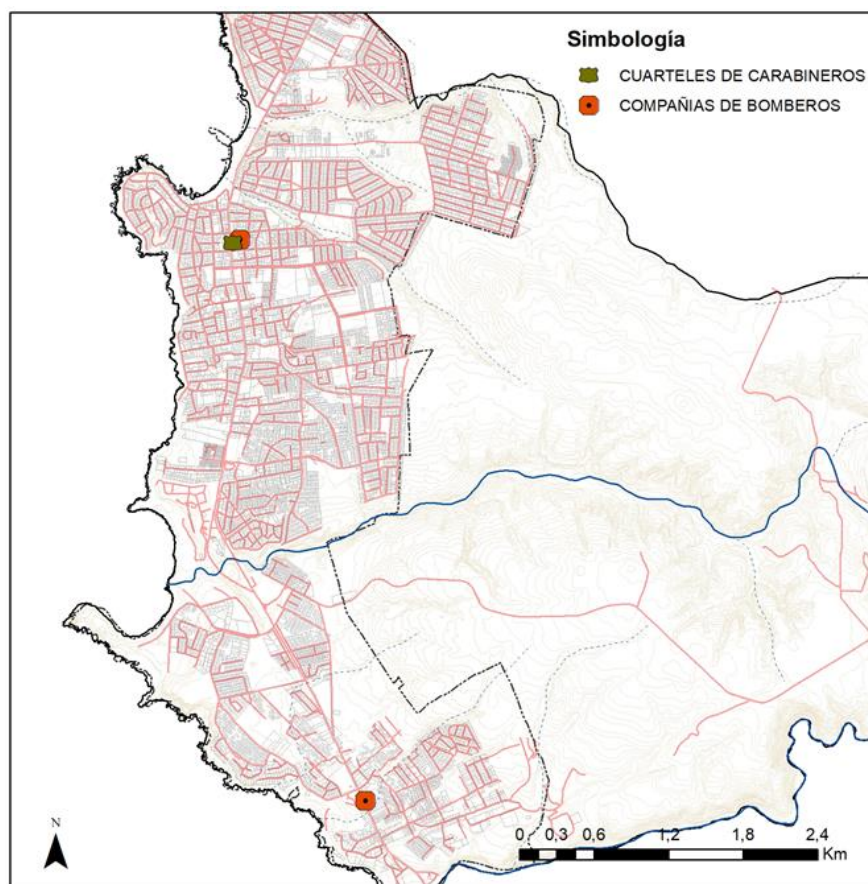 Simbología
CUARTELES DE CARABINEROS
COMPAÑIAS DE BOMBEROS
N
0 0,3 0,6 1,2 1,8 2,4
Km